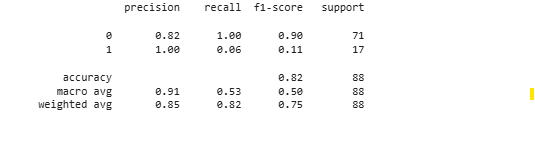 precision recall f1-score support
0 0.82 1.00 0.90 71
1 1.00 0.06 0.11 17
accuracy 0.82 88
macro avg 0.91 0.53 0.50 88
weighted avg 0.85 0.82 0.75 88